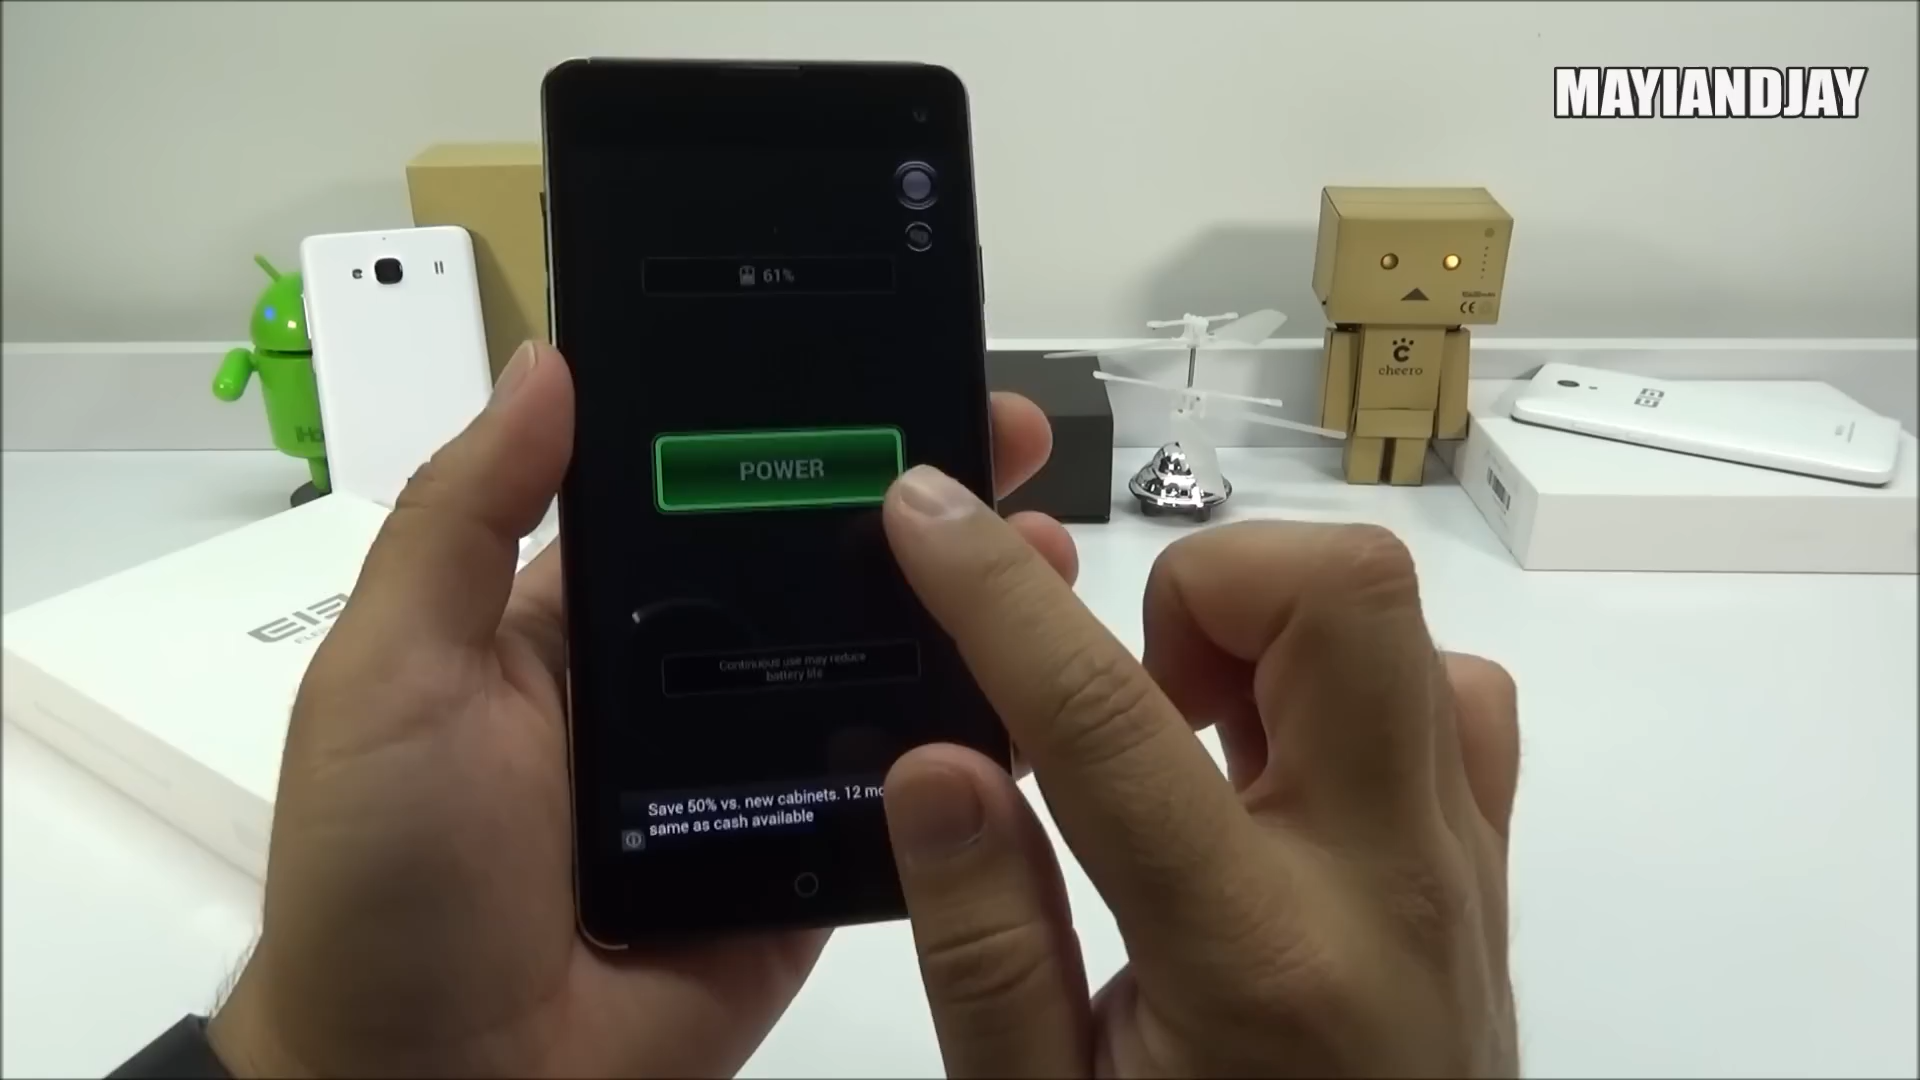 MAYIANDJAY
61%
POWER
Continuous use may reduce
battery life
Save 50% vs. new cabinets. 12 mo
same as cash available
cheero
CE